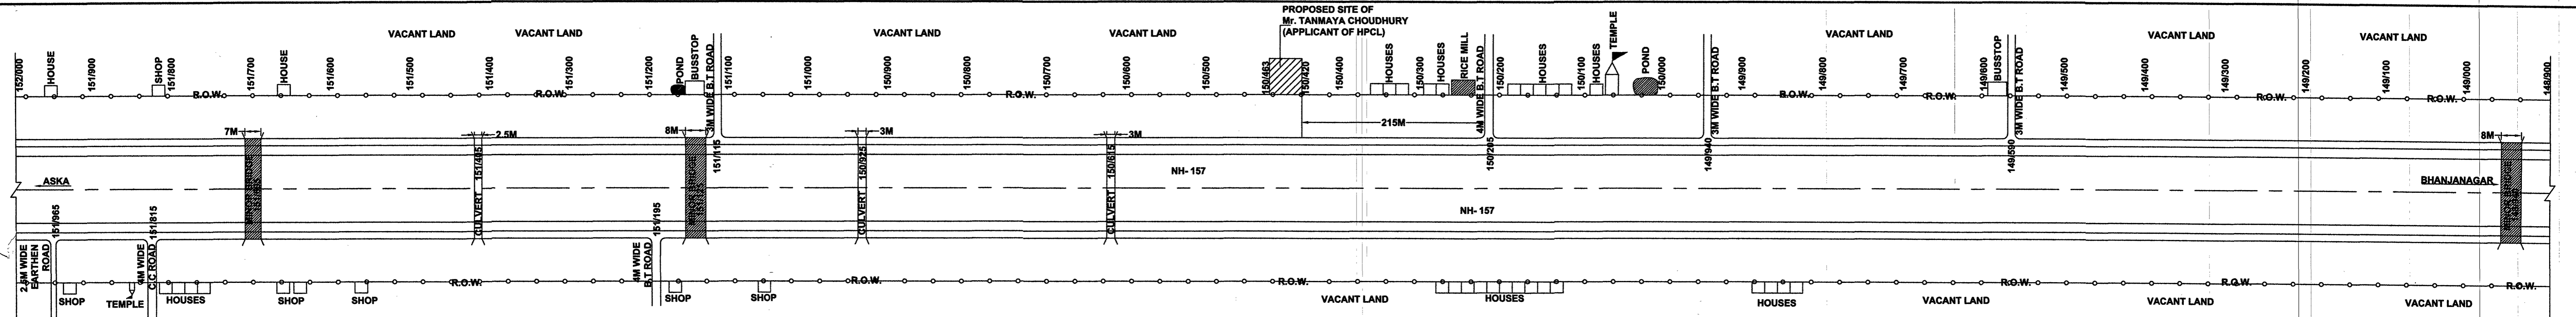 PROPOSED SITE OF
Mr. TANMAYA CHOUDHURY
(APPLICANT OF HPCL)
VACANT LAND
VACANT LAND
VACANT LAND
VACANT LAND
VACANT LAND
VACANT LAND
VACANT LAND
152/000
HOUSE
151/900
SHOP
151/800
151/700
HOUSE
151/600
151/500
151/400
151/300
151/200
POND
BUSSTOP
3M WIDE B.T ROAD
151/100
151/000
150/900
150/800
150/700
150/600
150/500
150/463
150/420
150/400
HOUSES
150/300
HOUSES
RICE MILL
4M WIDE B.T ROAD
150/200
HOUSES
150/100
HOUSES
TEMPLE
POND
150/000
3M WIDE B.T ROAD
149/900
149/800
149/700
149/600
BUSSTOP
3M WIDE B.T ROAD
149/500
149/400
149/300
149/200
149/100
149/000
148/900
R.O.W.
R.O.W.
R.O.W.
R.O.W.
R.O.W.
R.O.W.
R.O.W.
7M
2.5M
8M
3M
3M
215M
8M
MINOR BRIDGE
CULVERT
151/405
MINOR BRIDGE
151/115
CULVERT
150/925
CULVERT
150/615
150/205
149/940
149/590
MINOR BRIDGE
ASKA
NH- 157
BHANJANAGAR
NH- 157
151/965
151/815
151/195
2.5M WIDE
EARTHEN
ROAD
4M WIDE
C.C ROAD
4M WIDE
B.T ROAD
R.O.W.
R.O.W.
R.O.W.
R.O.W.
R.O.W.
R.O.W.
SHOP
TEMPLE
HOUSES
SHOP
SHOP
SHOP
SHOP
VACANT LAND
HOUSES
HOUSES
VACANT LAND
VACANT LAND
VACANT LAND